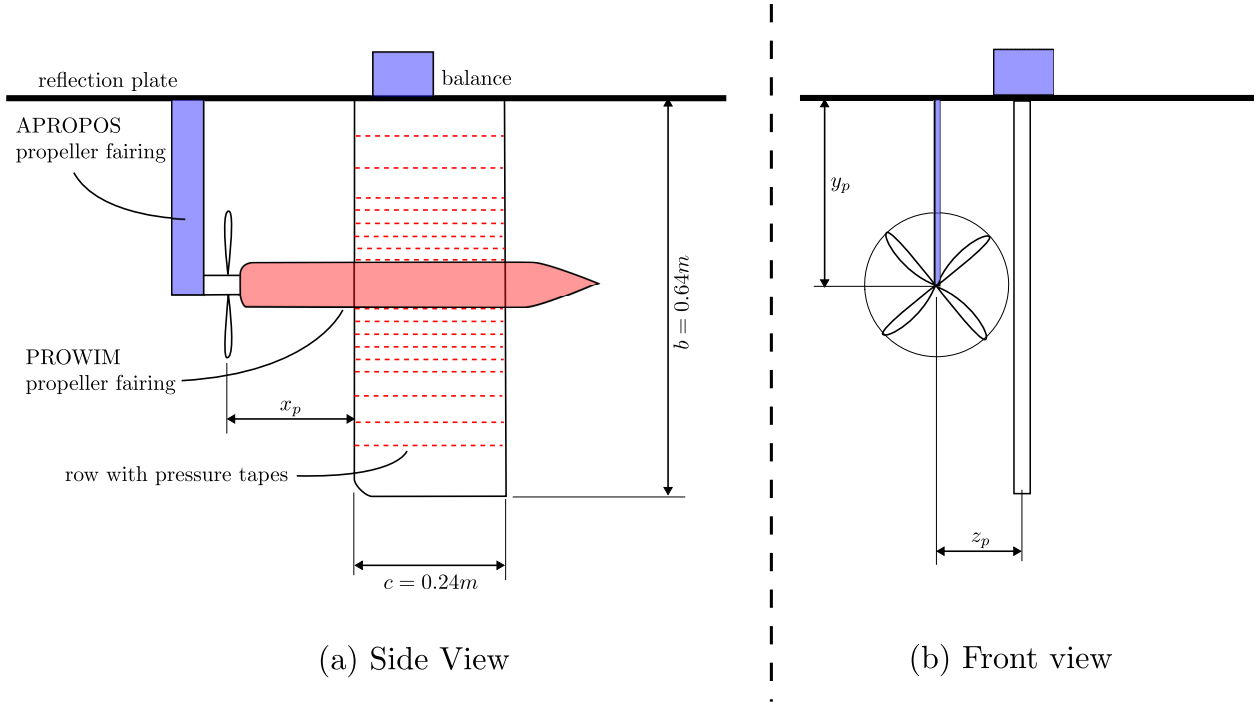 reflection plate
balance
APROPOS
propeller fairing
PROWIM
propeller fairing
x_p
row with pressure tapes
c = 0.24m
b = 0.64m
(a) Side View
y_p
z_p
(b) Front view